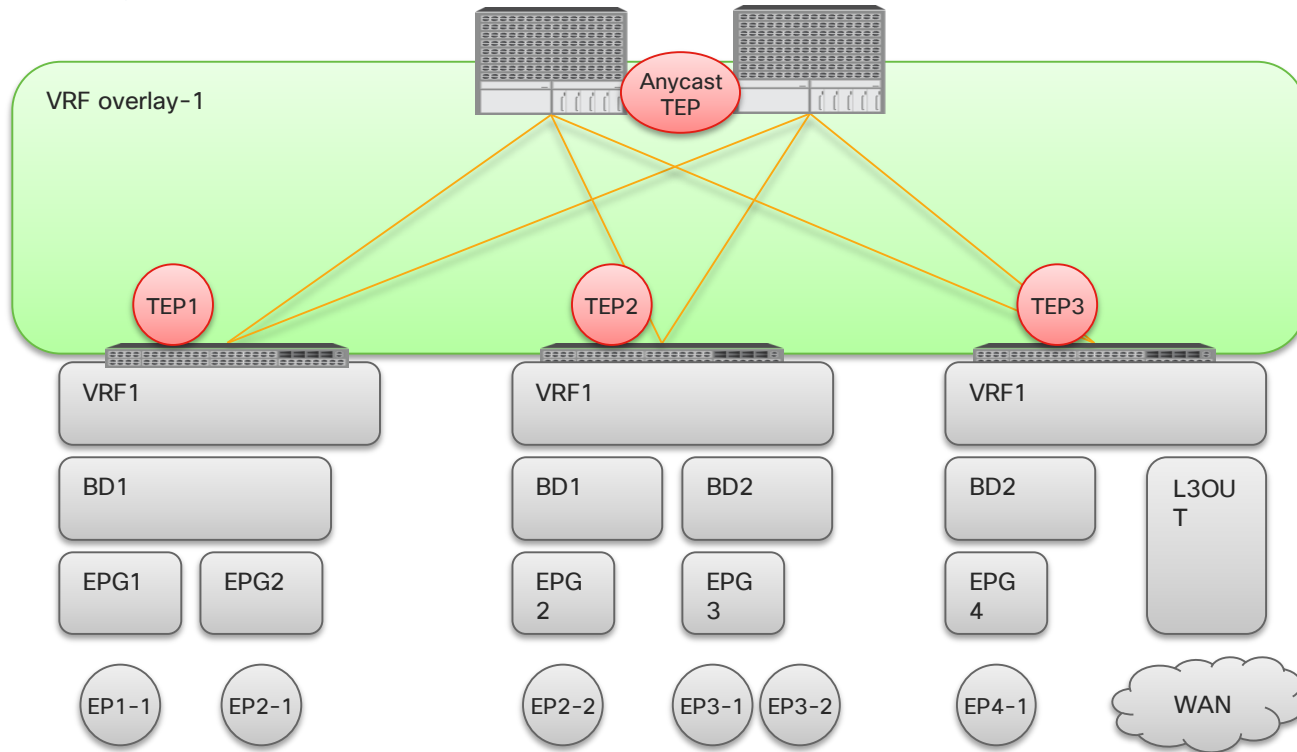 Anycast
TEP
VRF overlay-1
TEP1
TEP2
TEP3
VRF1
VRF1
VRF1
BD1
BD1
BD2
BD2
L3OU
T
EPG1
EPG2
EPG
2
EPG
3
EPG
4
EP1-1
EP2-1
EP2-2
EP3-1
EP3-2
EP4-1
WAN